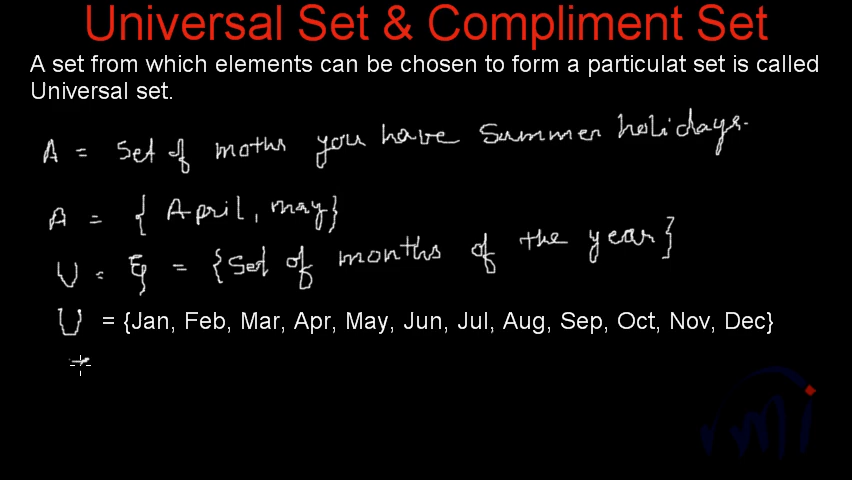 Universal Set & Compliment Set
A set from which elements can be chosen to form a particulat set is called
Universal set.
A = Set of moths you have Summer holidays.
A = { April, may}
U = ξ = {Set of months of the year}
U = {Jan, Feb, Mar, Apr, May, Jun, Jul, Aug, Sep, Oct, Nov, Dec}
vmi